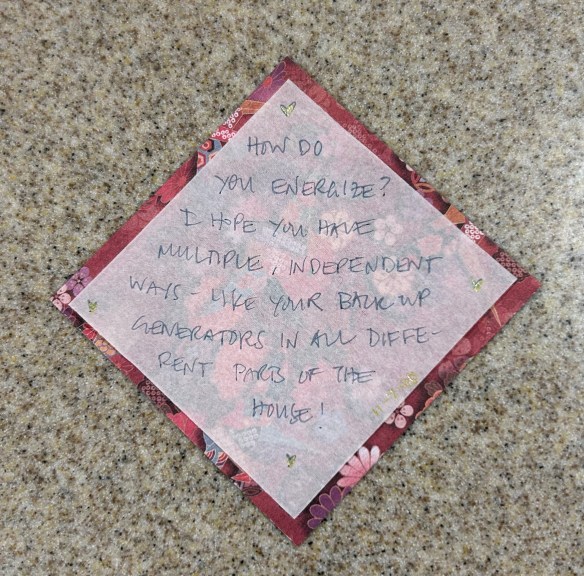 HOW DO
YOU ENERGIZE?
I HOPE YOU HAVE
MULTIPLE, INDEPENDENT
WAYS - LIKE YOUR BACK UP
GENERATORS IN ALL DIFFE-
RENT PARTS OF THE
HOUSE!